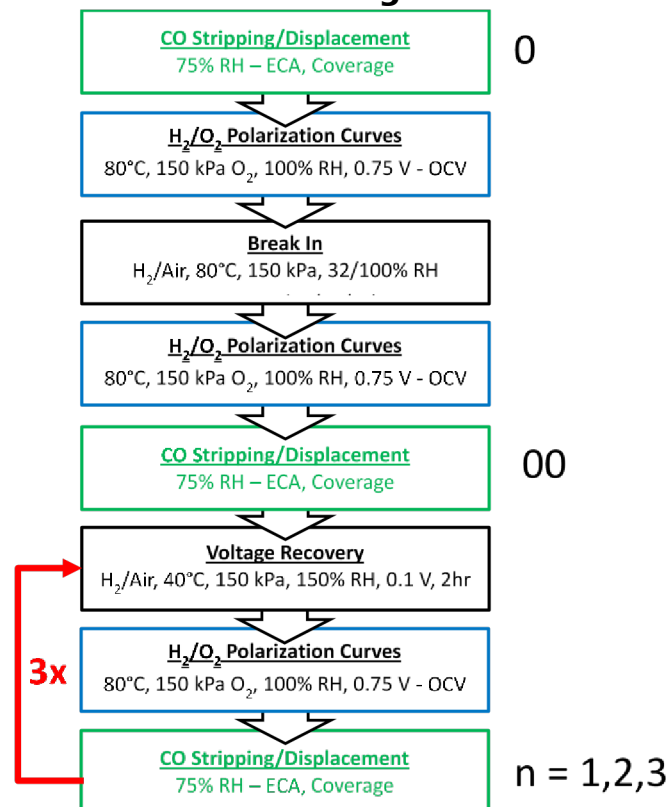 CO Stripping/Displacement
75% RH – ECA, Coverage
0
H₂/O₂ Polarization Curves
80°C, 150 kPa O₂, 100% RH, 0.75 V - OCV
Break In
H₂/Air, 80°C, 150 kPa, 32/100% RH
H₂/O₂ Polarization Curves
80°C, 150 kPa O₂, 100% RH, 0.75 V - OCV
CO Stripping/Displacement
75% RH – ECA, Coverage
00
Voltage Recovery
H₂/Air, 40°C, 150 kPa, 150% RH, 0.1 V, 2hr
3x
H₂/O₂ Polarization Curves
80°C, 150 kPa O₂, 100% RH, 0.75 V - OCV
CO Stripping/Displacement
75% RH – ECA, Coverage
n = 1,2,3